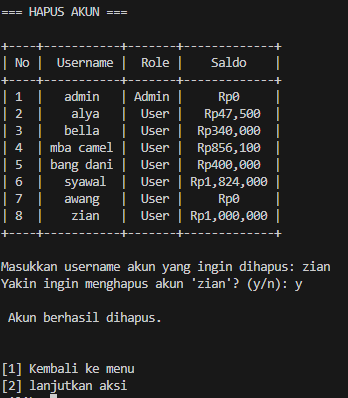 === HAPUS AKUN ===
+----+-----------+-------+------------+
| No | Username | Role | Saldo |
+----+-----------+-------+------------+
| 1 | admin | Admin | Rp0 |
| 2 | alya | User | Rp47,500 |
| 3 | bella | User | Rp340,000 |
| 4 | mba camel | User | Rp856,100 |
| 5 | bang dani | User | Rp400,000 |
| 6 | syawal | User | Rp1,824,000 |
| 7 | awang | User | Rp0 |
| 8 | zian | User | Rp1,000,000 |
+----+-----------+-------+------------+
Masukkan username akun yang ingin dihapus: zian
Yakin ingin menghapus akun 'zian'? (y/n): y
Akun berhasil dihapus.
[1] Kembali ke menu
[2] lanjutkan aksi